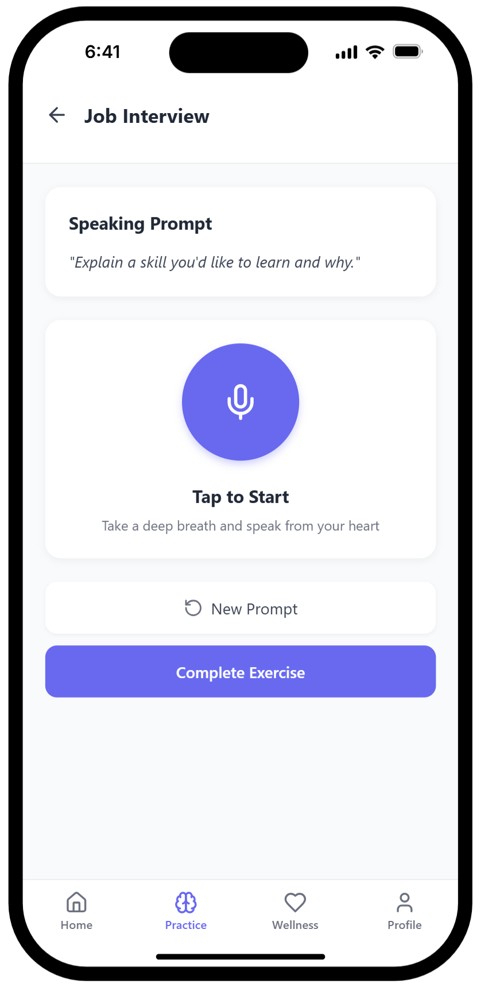 6:41
Job Interview
Speaking Prompt
"Explain a skill you'd like to learn and why."
Tap to Start
Take a deep breath and speak from your heart
New Prompt
Complete Exercise
Home
Practice
Wellness
Profile